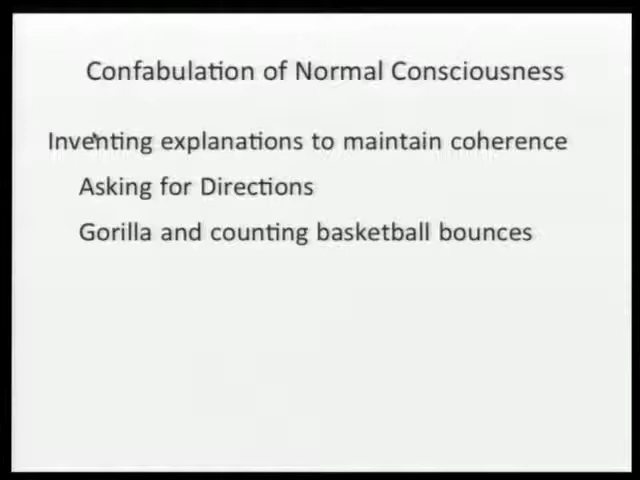 Confabulation of Normal Consciousness
Inventing explanations to maintain coherence
Asking for Directions
Gorilla and counting basketball bounces